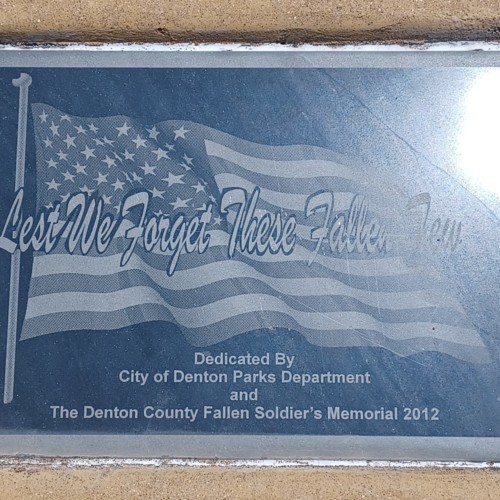 Lest We Forget These Fallen Few
Dedicated By
City of Denton Parks Department
and
The Denton County Fallen Soldier's Memorial 2012